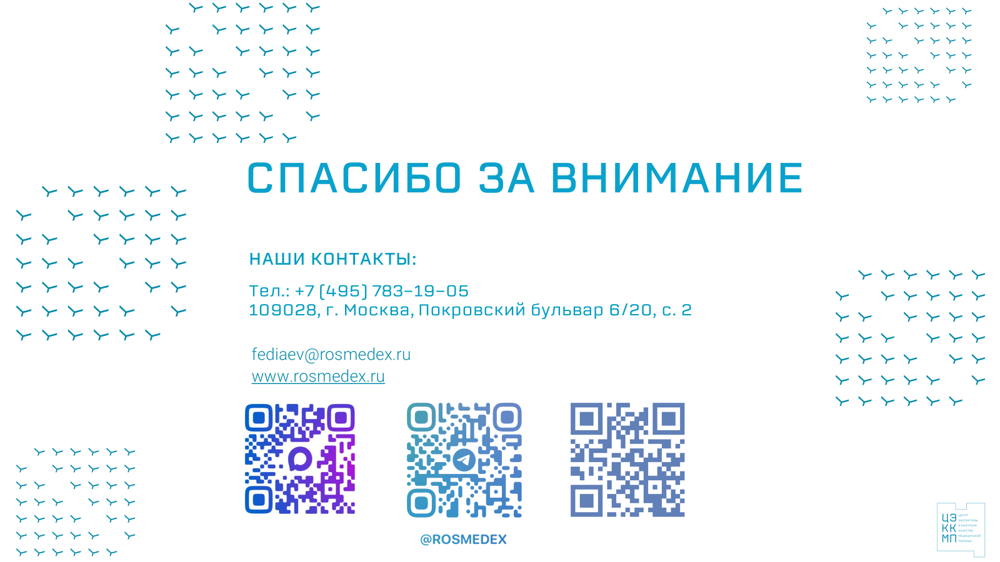 СПАСИБО ЗА ВНИМАНИЕ
НАШИ КОНТАКТЫ:
Тел.: +7 (495) 783-19-05
109028, г. Москва, Покровский бульвар 6/20, с. 2
fediaev@rosmedex.ru
www.rosmedex.ru
@ROSMEDEX
ЦЭ
КК
МП
ЦЕНТР
ЭКСПЕРТИЗЫ
И КОНТРОЛЯ
КАЧЕСТВА
МЕДИЦИНСКОЙ
ПОМОЩИ